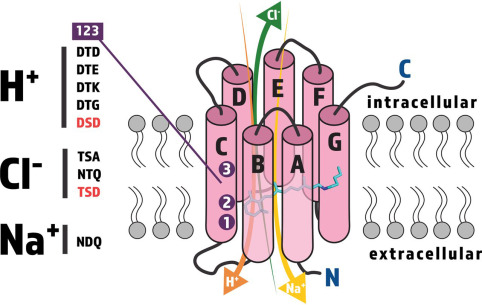 123
H+
DTD
DTE
DTK
DTG
DSD
Cl-
TSA
NTQ
TSD
Na+
NDQ
Cl-
D
E
F
C
intracellular
C
B
A
G
3
2
1
extracellular
H+
Na+
N